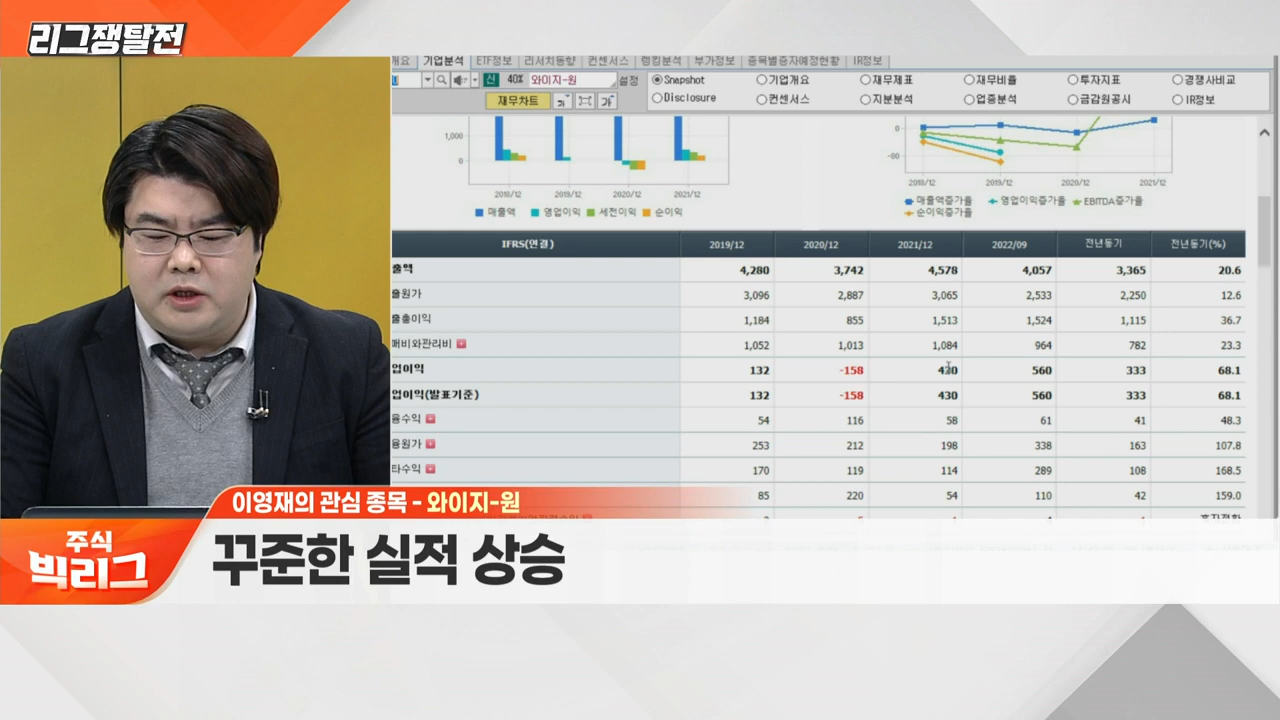 리그쟁탈전
개요 기업분석 ETF정보 리서치동향 컨센서스 랭킹분석 부가정보 종목별증자예정현황 IR정보
신 40% 와이지-원 설정 Snapshot 기업개요 재무제표 재무비율 투자지표 경쟁사비교
재무차트 Disclosure 컨센서스 지분분석 업종분석 금감원공시 IR정보
1,000
0
2018/12 2019/12 2020/12 2021/12
매출액 영업이익 세전이익 순이익
0
-80
2018/12 2019/12 2020/12 2021/12
매출액증가율 영업이익증가율 EBITDA증가율
순이익증가율
IFRS(연결) 2019/12 2020/12 2021/12 2022/09 전년동기 전년동기(%)
출액 4,280 3,742 4,578 4,057 3,365 20.6
출원가 3,096 2,887 3,065 2,533 2,250 12.6
출총이익 1,184 855 1,513 1,524 1,115 36.7
매비와관리비 1,052 1,013 1,084 964 782 23.3
업이익 132 -158 430 560 333 68.1
업이익(발표기준) 132 -158 430 560 333 68.1
융수익 54 116 58 61 41 48.3
융원가 253 212 198 338 163 107.8
타수익 170 119 114 289 108 168.5
85 220 54 110 42 159.0
이영재의 관심 종목 - 와이지-원
주식
빅리그
꾸준한 실적 상승